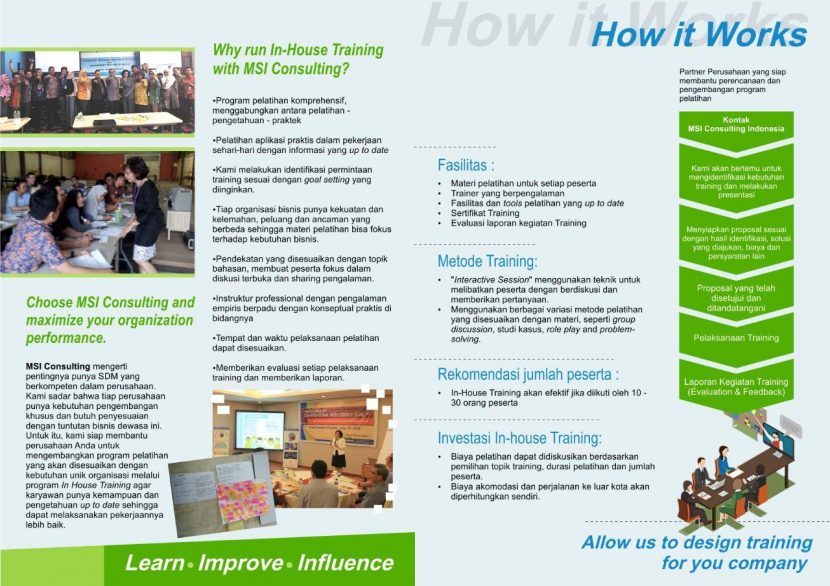 Why run In-House Training
with MSI Consulting?
•Program pelatihan komprehensif,
menggabungkan antara pelatihan -
pengetahuan - praktek
•Pelatihan aplikasi praktis dalam pekerjaan
sehari-hari dengan informasi yang up to date
•Kami melakukan identifikasi permintaan
training sesuai dengan goal setting yang
diinginkan.
•Tiap organisasi bisnis punya kekuatan dan
kelemahan, peluang dan ancaman yang
berbeda sehingga materi pelatihan bisa fokus
terhadap kebutuhan bisnis.
•Pendekatan yang disesuaikan dengan topik
bahasan, membuat peserta fokus dalam
diskusi terbuka dan sharing pengalaman.
•Instruktur professional dengan pengalaman
empiris berpadu dengan konseptual praktis di
bidangnya
•Tempat dan waktu pelaksanaan pelatihan
dapat disesuaikan.
•Memberikan evaluasi setiap pelaksanaan
training dan memberikan laporan.
Choose MSI Consulting and
maximize your organization
performance.
MSI Consulting mengerti
pentingnya punya SDM yang
berkompeten dalam perusahaan.
Kami sadar bahwa tiap perusahaan
punya kebutuhan pengembangan
khusus dan butuh penyesuaian
dengan tuntutan bisnis dewasa ini.
Untuk itu, kami siap membantu
perusahaan Anda untuk
mengembangkan program pelatihan
yang akan disesuaikan dengan
kebutuhan unik organisasi melalui
program In House Training agar
karyawan punya kemampuan dan
pengetahuan up to date sehingga
dapat melaksanakan pekerjaannya
lebih baik.
Learn • Improve • Influence
How it Works
How it Works
Fasilitas :
• Materi pelatihan untuk setiap peserta
• Trainer yang berpengalaman
• Fasilitas dan tools pelatihan yang up to date
• Sertifikat Training
• Evaluasi laporan kegiatan Training
Metode Training:
• "Interactive Session" menggunakan teknik untuk
melibatkan peserta dengan berdiskusi dan
memberikan pertanyaan.
• Menggunakan berbagai variasi metode pelatihan
yang disesuaikan dengan materi, seperti group
discussion, studi kasus, role play and problem-
solving.
Rekomendasi jumlah peserta :
• In-House Training akan efektif jika diikuti oleh 10 -
30 orang peserta
Investasi In-house Training:
• Biaya pelatihan dapat didiskusikan berdasarkan
pemilihan topik training, durasi pelatihan dan jumlah
peserta.
• Biaya akomodasi dan perjalanan ke luar kota akan
diperhitungkan sendiri.
Partner Perusahaan yang siap
membantu perencanaan dan
pengembangan program
pelatihan
Kontak
MSI Consulting Indonesia
Kami akan bertemu untuk
mengidentifikasi kebutuhan
training dan melakukan
presentasi
Menyiapkan proposal sesuai
dengan hasil identifikasi, solusi
yang diajukan, biaya dan
persyaratan lain
Proposal yang telah
disetujui dan
ditandatangani
Pelaksanaan Training
Laporan Kegiatan Training
(Evaluation & Feedback)
Allow us to design training
for you company